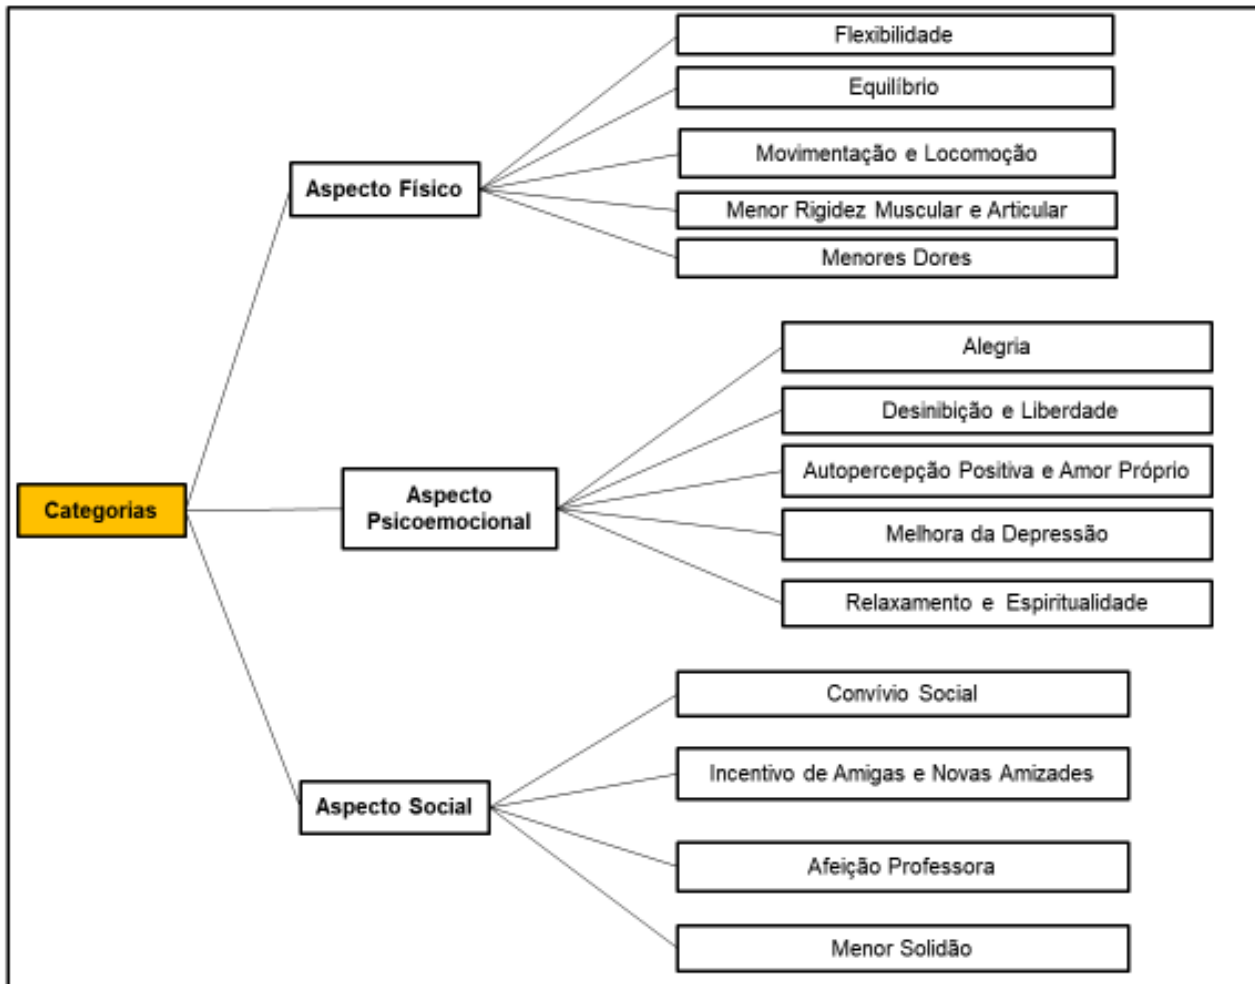 Categorias
Aspecto Físico
Flexibilidade
Equilíbrio
Movimentação e Locomoção
Menor Rigidez Muscular e Articular
Menores Dores
Aspecto
Psicoemocional
Alegria
Desinibição e Liberdade
Autopercepção Positiva e Amor Próprio
Melhora da Depressão
Relaxamento e Espiritualidade
Aspecto Social
Convívio Social
Incentivo de Amigas e Novas Amizades
Afeição Professora
Menor Solidão